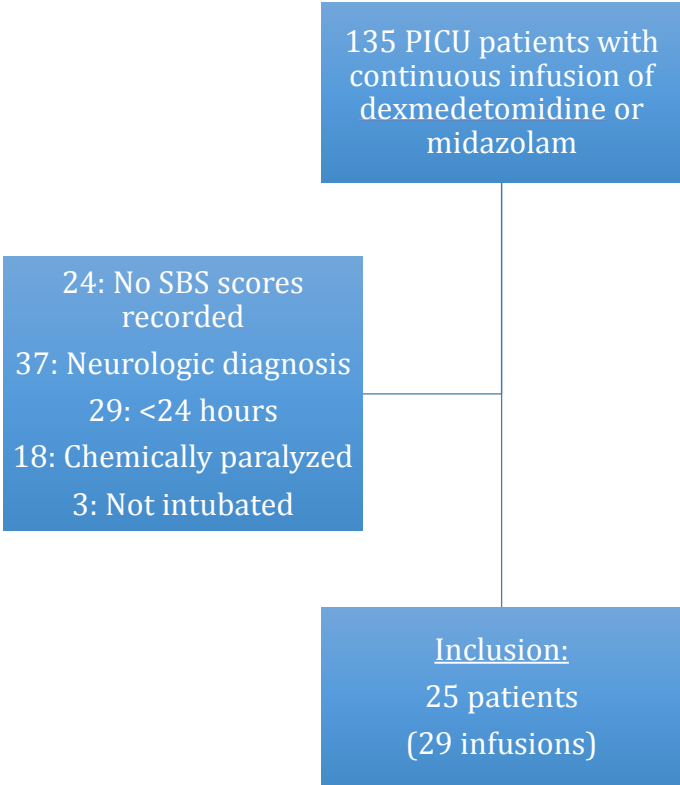 135 PICU patients with
continuous infusion of
dexmedetomidine or
midazolam
24: No SBS scores
recorded
37: Neurologic diagnosis
29: <24 hours
18: Chemically paralyzed
3: Not intubated
Inclusion:
25 patients
(29 infusions)